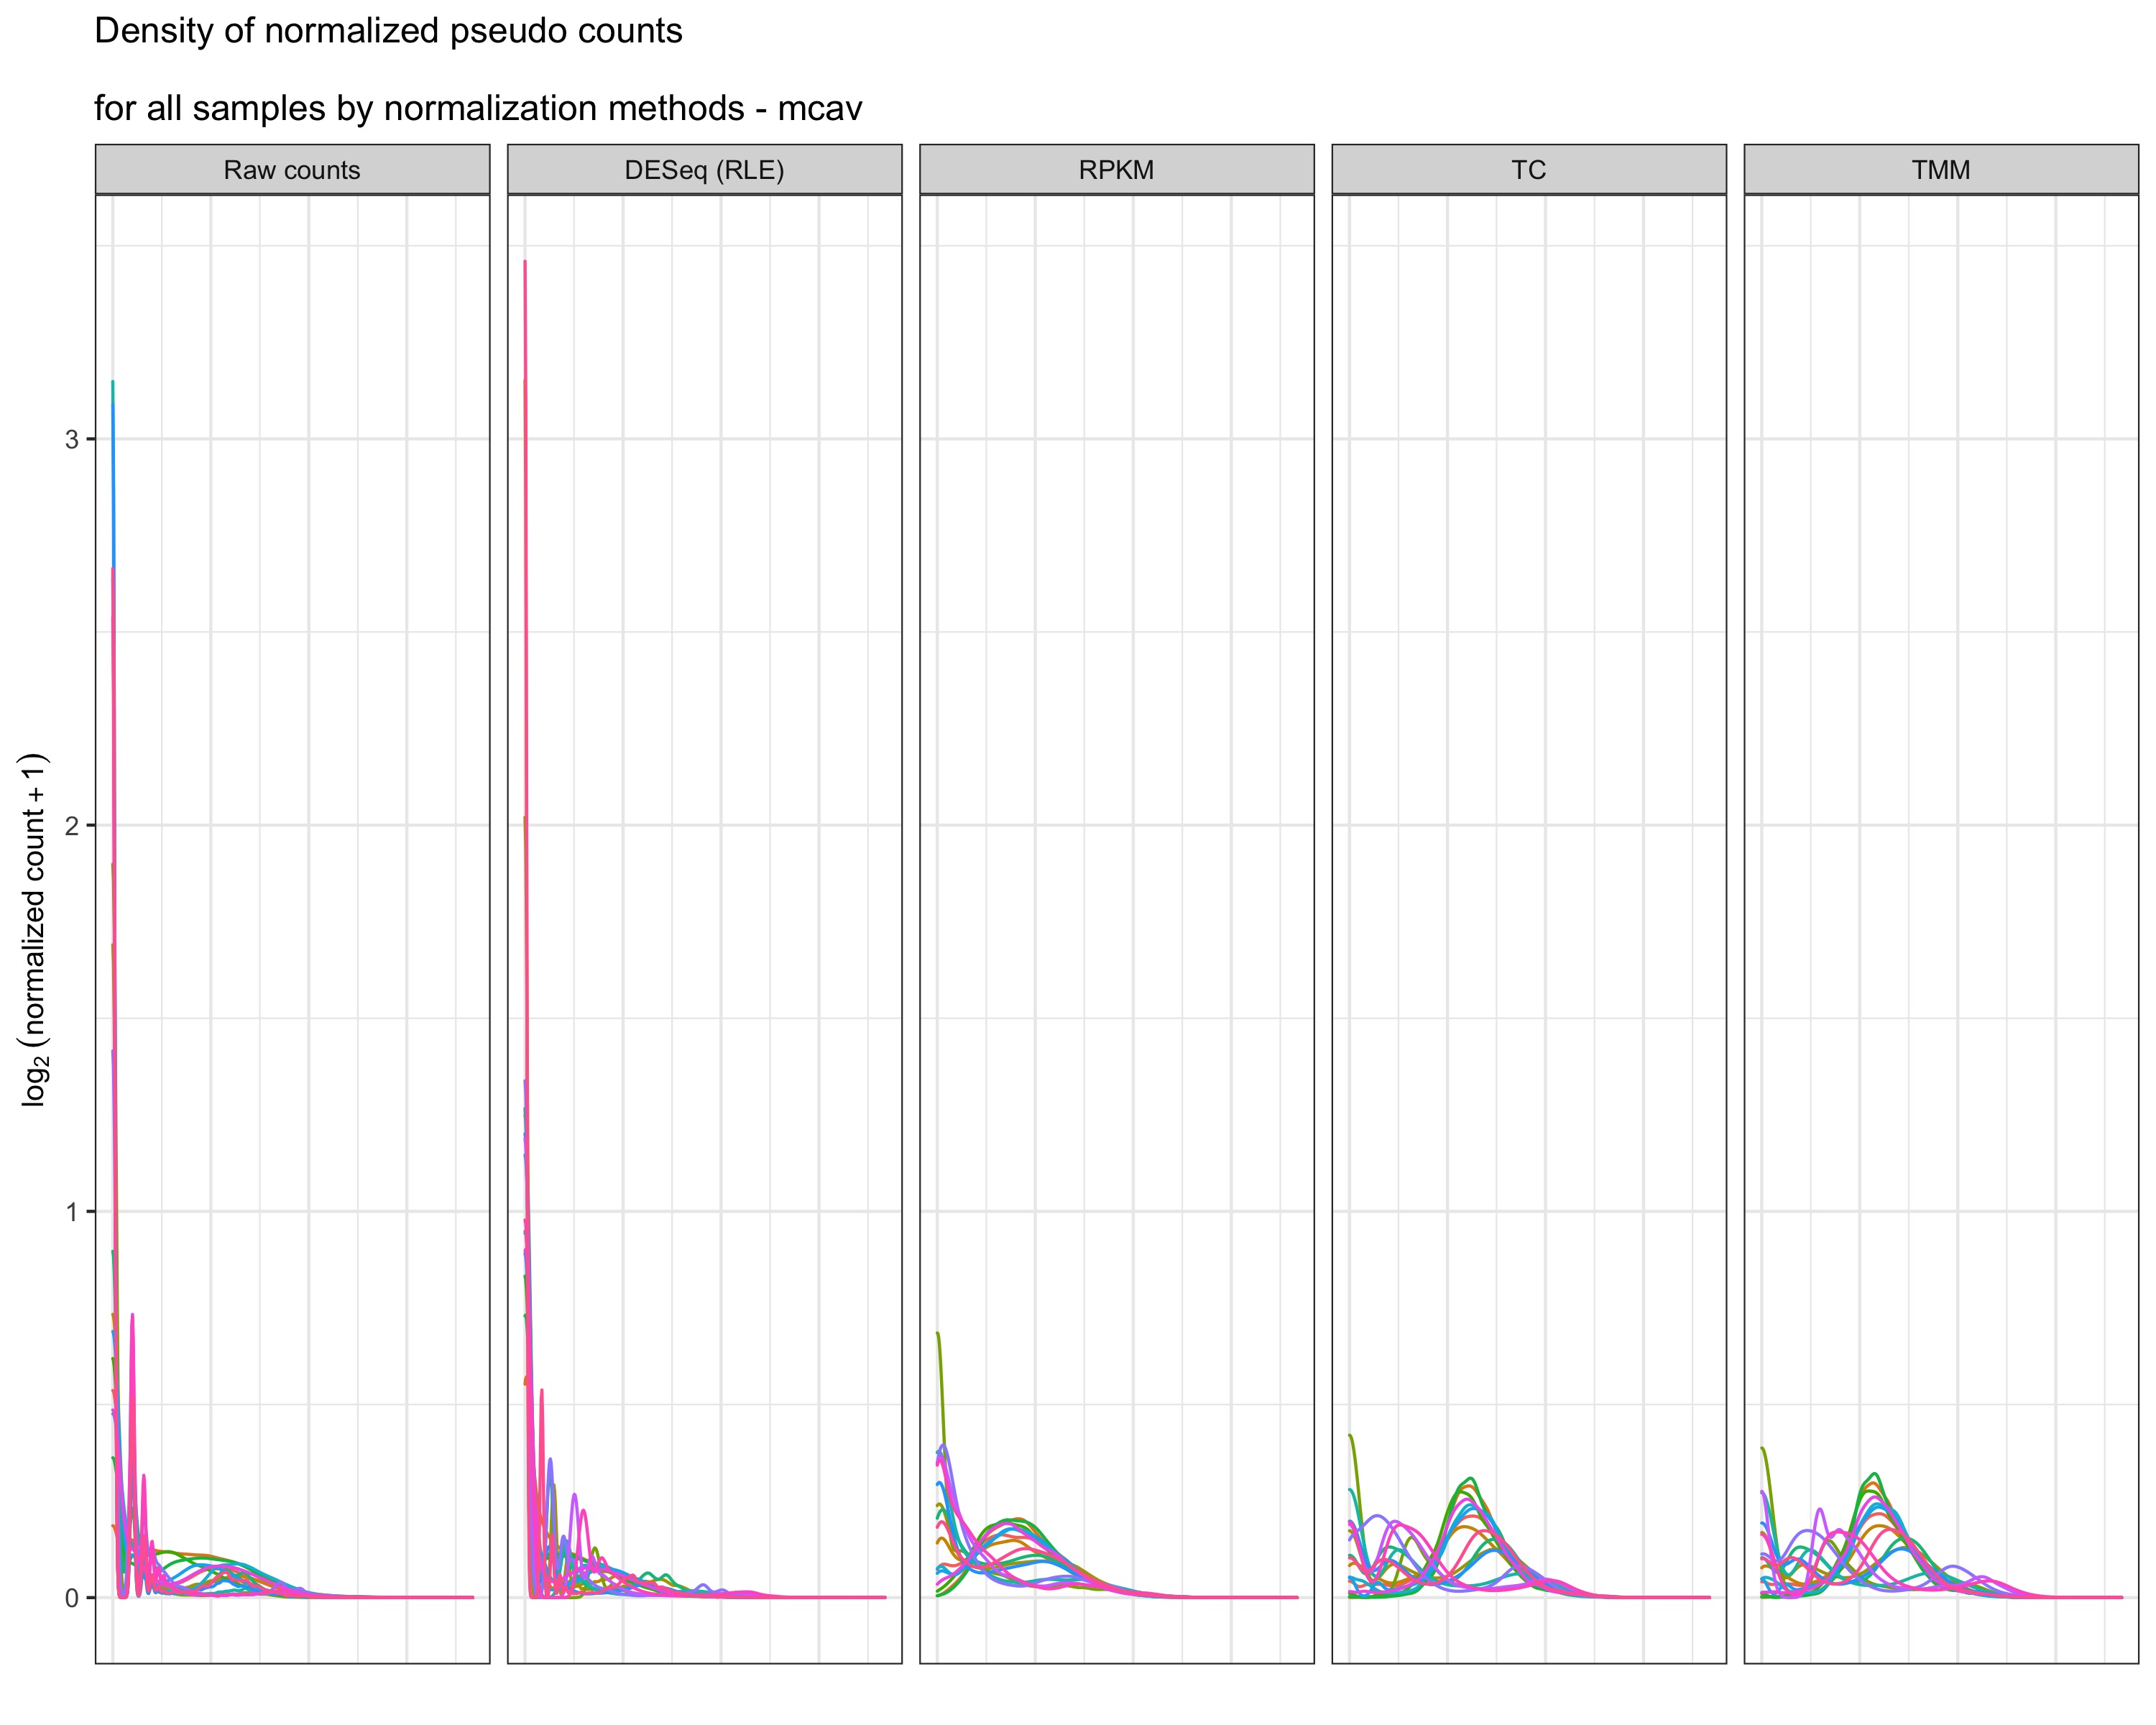 Density of normalized pseudo counts
for all samples by normalization methods - mcav
Raw counts
DESeq (RLE)
RPKM
TC
TMM
log₂ (normalized count + 1)
3
2
1
0